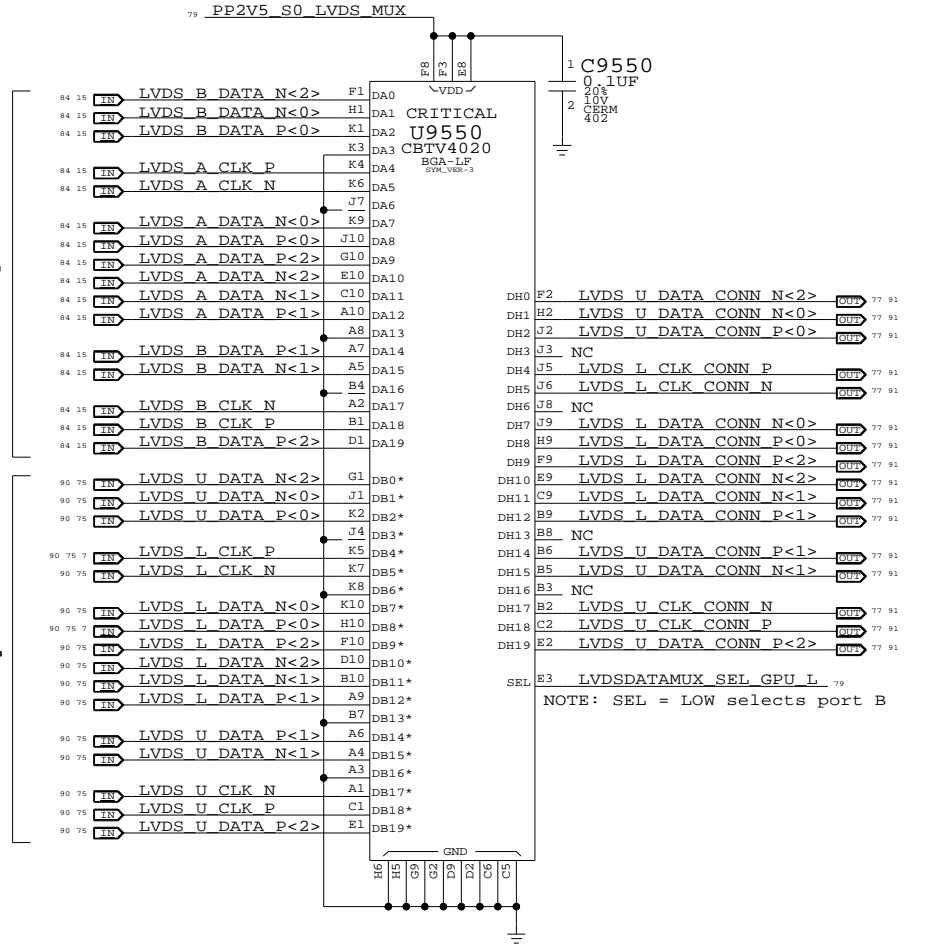 79 PP2V5_S0_LVDS_MUX
F8 F3 E8
VDD
1 C9550
0.1UF
20%
10V
2 CERM
402
CRITICAL
U9550
CBTV4020
BGA-LF
SYM_VER-3
84 15 IN LVDS_B_DATA_N<2> F1 DA0
84 15 IN LVDS_B_DATA_N<0> H1 DA1
84 15 IN LVDS_B_DATA_P<0> K1 DA2
K3 DA3
84 15 IN LVDS_A_CLK_P K4 DA4
84 15 IN LVDS_A_CLK_N K6 DA5
J7 DA6
84 15 IN LVDS_A_DATA_N<0> K9 DA7
84 15 IN LVDS_A_DATA_P<0> J10 DA8
84 15 IN LVDS_A_DATA_P<2> G10 DA9
84 15 IN LVDS_A_DATA_N<2> E10 DA10
84 15 IN LVDS_A_DATA_N<1> C10 DA11
84 15 IN LVDS_A_DATA_P<1> A10 DA12
A8 DA13
84 15 IN LVDS_B_DATA_P<1> A7 DA14
84 15 IN LVDS_B_DATA_N<1> A5 DA15
B4 DA16
84 15 IN LVDS_B_CLK_N A2 DA17
84 15 IN LVDS_B_CLK_P B1 DA18
84 15 IN LVDS_B_DATA_P<2> D1 DA19
90 75 IN LVDS_U_DATA_N<2> G1 DB0*
90 75 IN LVDS_U_DATA_N<0> J1 DB1*
90 75 IN LVDS_U_DATA_P<0> K2 DB2*
J4 DB3*
90 75 7 IN LVDS_L_CLK_P K5 DB4*
90 75 IN LVDS_L_CLK_N K7 DB5*
K8 DB6*
90 75 IN LVDS_L_DATA_N<0> K10 DB7*
90 75 7 IN LVDS_L_DATA_P<0> H10 DB8*
90 75 IN LVDS_L_DATA_P<2> F10 DB9*
90 75 IN LVDS_L_DATA_N<2> D10 DB10*
90 75 IN LVDS_L_DATA_N<1> B10 DB11*
90 75 IN LVDS_L_DATA_P<1> A9 DB12*
B7 DB13*
90 75 IN LVDS_U_DATA_P<1> A6 DB14*
90 75 IN LVDS_U_DATA_N<1> A4 DB15*
A3 DB16*
90 75 IN LVDS_U_CLK_N A1 DB17*
90 75 IN LVDS_U_CLK_P C1 DB18*
90 75 IN LVDS_U_DATA_P<2> E1 DB19*
DH0 F2 LVDS_U_DATA_CONN_N<2> OUT 77 91
DH1 H2 LVDS_U_DATA_CONN_N<0> OUT 77 91
DH2 J2 LVDS_U_DATA_CONN_P<0> OUT 77 91
DH3 J3 NC
DH4 J5 LVDS_L_CLK_CONN_P OUT 77 91
DH5 J6 LVDS_L_CLK_CONN_N OUT 77 91
DH6 J8 NC
DH7 J9 LVDS_L_DATA_CONN_N<0> OUT 77 91
DH8 H9 LVDS_L_DATA_CONN_P<0> OUT 77 91
DH9 F9 LVDS_L_DATA_CONN_P<2> OUT 77 91
DH10 E9 LVDS_L_DATA_CONN_N<2> OUT 77 91
DH11 C9 LVDS_L_DATA_CONN_N<1> OUT 77 91
DH12 B9 LVDS_L_DATA_CONN_P<1> OUT 77 91
DH13 B8 NC
DH14 B6 LVDS_U_DATA_CONN_P<1> OUT 77 91
DH15 B5 LVDS_U_DATA_CONN_N<1> OUT 77 91
DH16 B3 NC
DH17 B2 LVDS_U_CLK_CONN_N OUT 77 91
DH18 C2 LVDS_U_CLK_CONN_P OUT 77 91
DH19 E2 LVDS_U_DATA_CONN_P<2> OUT 77 91
SEL E3 LVDSDATAMUX_SEL_GPU_L 79
NOTE: SEL = LOW selects port B
GND
H6 H5 G9 G2 D9 D2 C6 C5